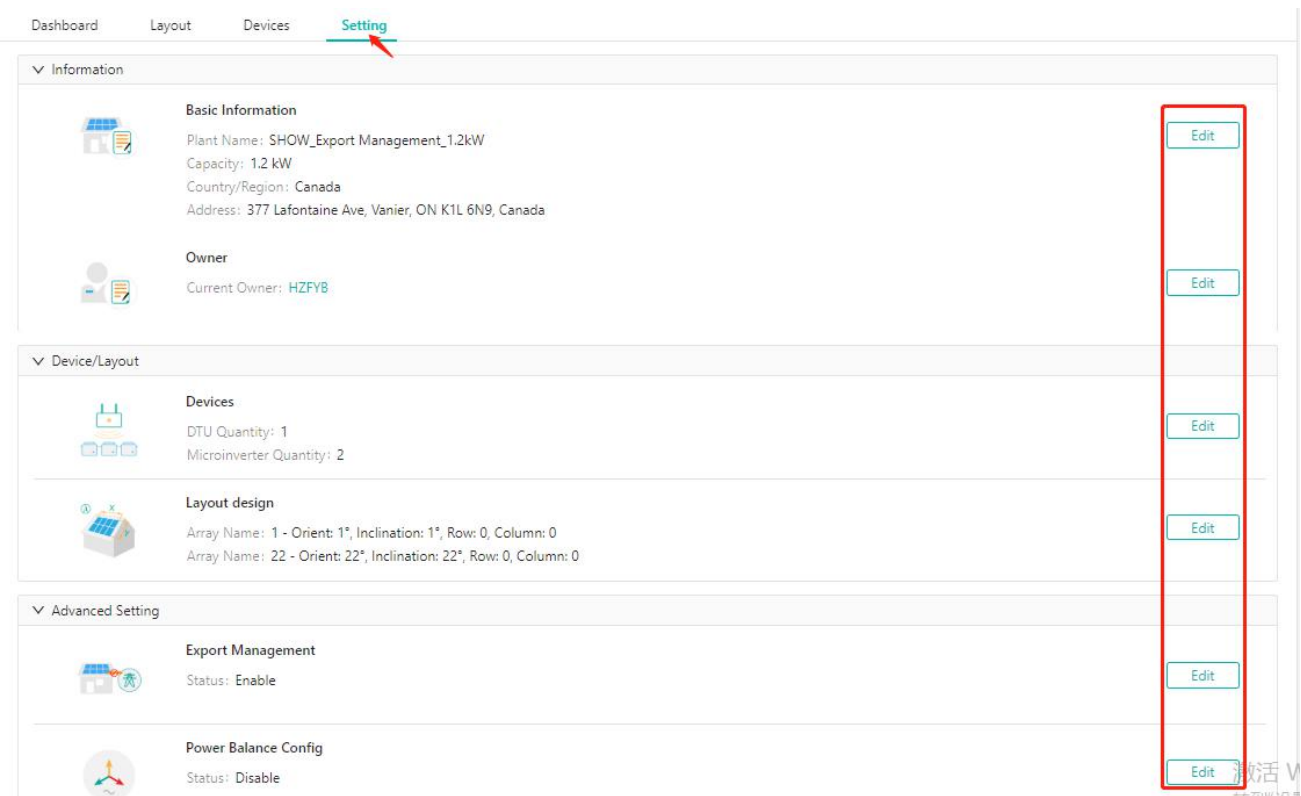 Dashboard Layout Devices Setting
Information
Basic Information
Edit
Plant Name: SHOW_Export Management_1.2kW
Capacity: 1.2 kW
Country/Region: Canada
Address: 377 Lafontaine Ave, Vanier, ON K1L 6N9, Canada
Owner
Edit
Current Owner: HZFYB
Device/Layout
Devices
Edit
DTU Quantity: 1
Microinverter Quantity: 2
Layout design
Edit
Array Name: 1 - Orient: 1°, Inclination: 1°, Row: 0, Column: 0
Array Name: 22 - Orient: 22°, Inclination: 22°, Row: 0, Column: 0
Advanced Setting
Export Management
Edit
Status: Enable
Power Balance Config
Edit
Status: Disable
激活 W